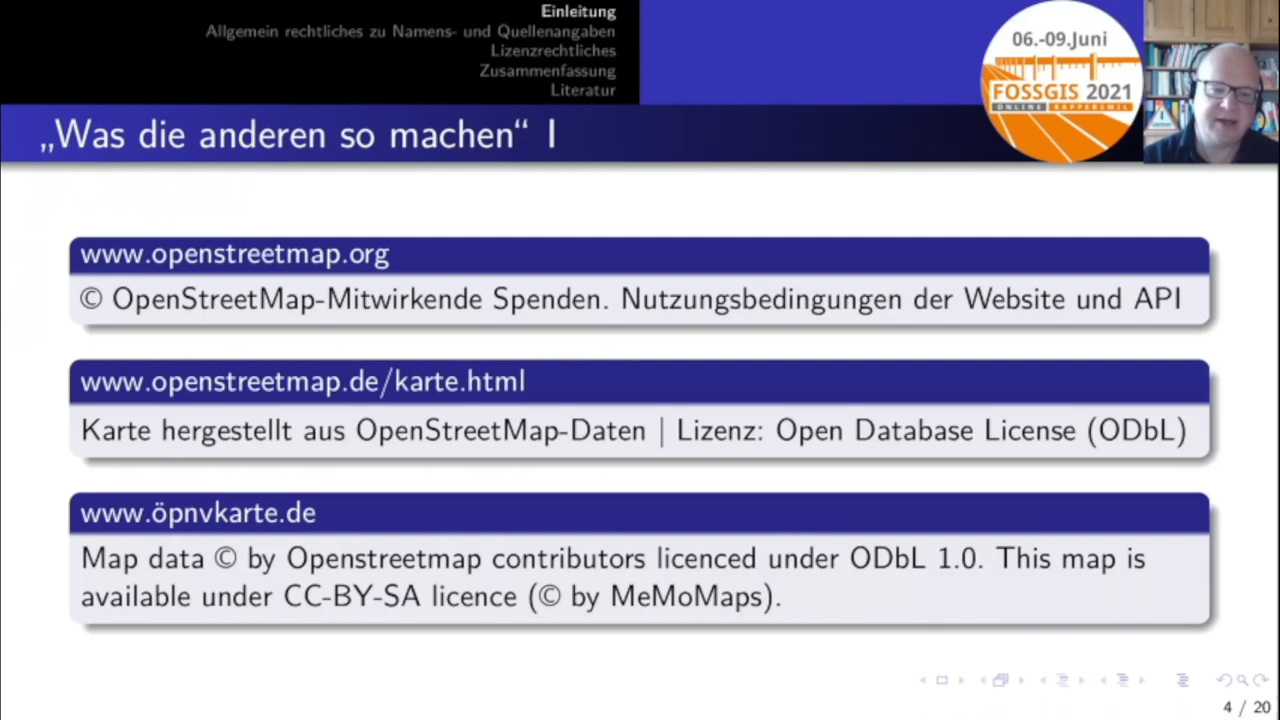 Einleitung
Allgemein rechtliches zu Namens- und Quellenangaben
Lizenzrechtliches
Zusammenfassung
Literatur
06.-09.Juni
FOSSGIS 2021
ONLINE RAPPERSWIL
„Was die anderen so machen“ I
www.openstreetmap.org
© OpenStreetMap-Mitwirkende Spenden. Nutzungsbedingungen der Website und API
www.openstreetmap.de/karte.html
Karte hergestellt aus OpenStreetMap-Daten | Lizenz: Open Database License (ODbL)
www.öpnvkarte.de
Map data © by Openstreetmap contributors licenced under ODbL 1.0. This map is
available under CC-BY-SA licence (© by MeMoMaps).
4 / 20